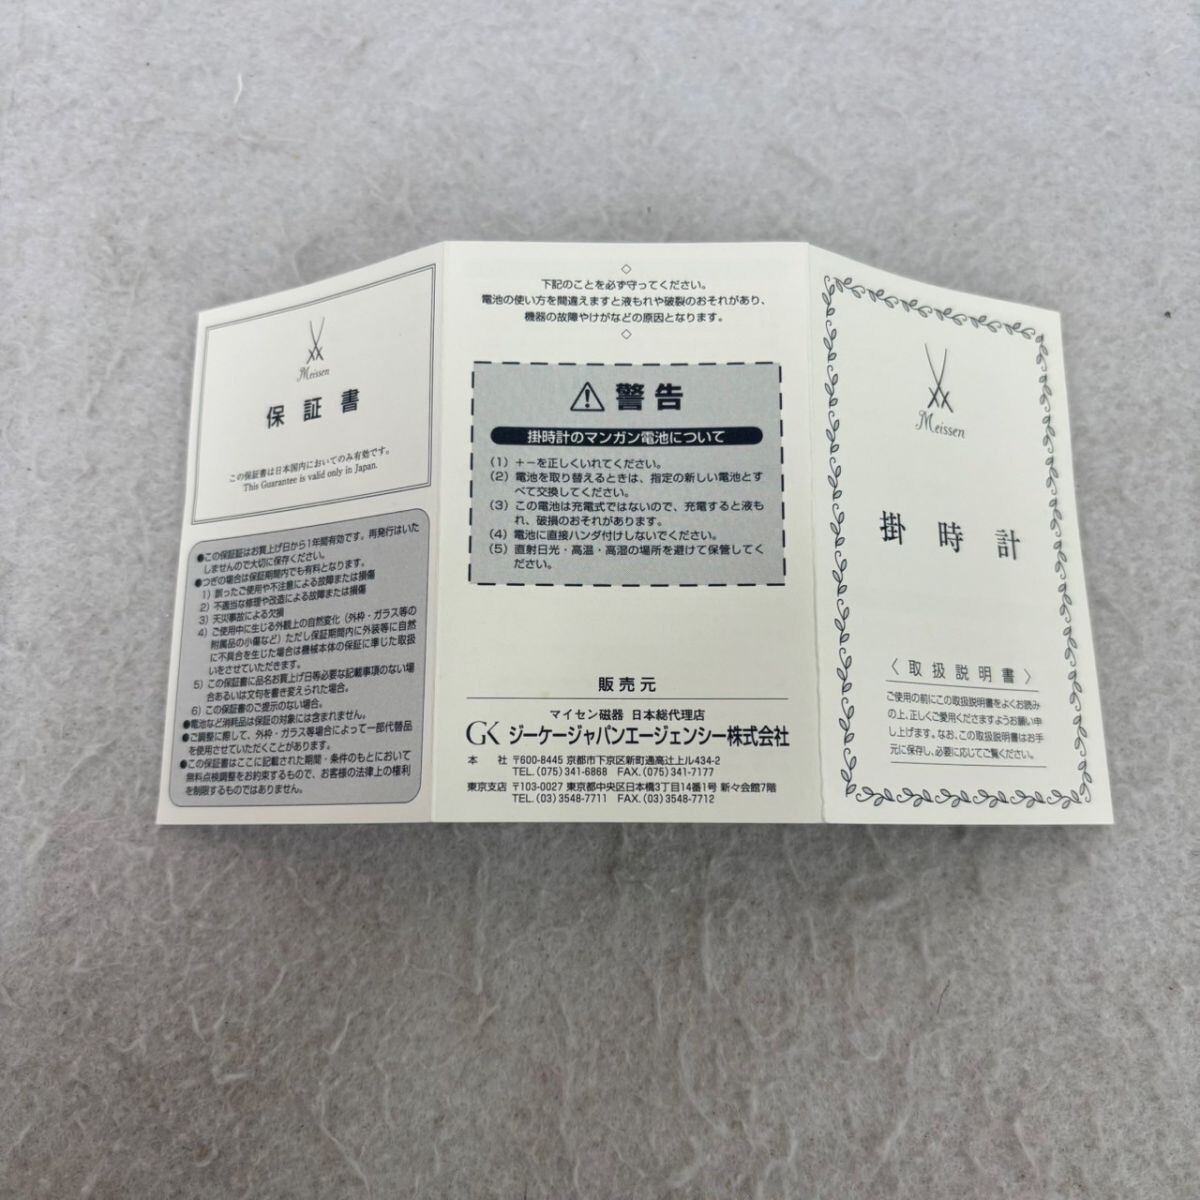 Meissen
保証書
この保証書は日本国内においてのみ有効です。
This Guarantee is valid only in Japan.
●この保証証はお買上げ日から1年間有効です。再発行はいた
しませんので大切に保存ください。
●つぎの場合は保証期間内でも有料となります。
1）誤ったご使用や不注意による故障または損傷
2）不適当な修理や改造による故障または損傷
3）天災事故による欠損
4）ご使用中に生じる外観上の自然変化（外枠・ガラス等の
附属品の小傷など）ただし保証期間内に外装等に自然
に不具合を生じた場合は機械本体の保証に準じた取扱
いをさせていただきます。
5）この保証書に品名お買上げ日等必要な記載事項のない場
合あるいは文句を書き変えられた場合。
6）この保証書のご提示のない場合。
●電池など消耗品は保証の対象には含まれません。
●ご調整に際して、外枠・ガラス等場合によって一部代替品
を使用させていただくことがあります。
●この保証書はここに記載された期間・条件のもとにおいて
無料点検調整をお約束するもので、お客様の法律上の権利
を制限するものではありません。
下記のことを必ず守ってください。
電池の使い方を間違えますと液もれや破裂のおそれがあり、
機器の故障やけがなどの原因となります。
警告
掛時計のマンガン電池について
（1）＋−を正しくいれてください。
（2）電池を取り替えるときは、指定の新しい電池とす
べて交換してください。
（3）この電池は充電式ではないので、充電すると液も
れ、破損のおそれがあります。
（4）電池に直接ハンダ付けしないでください。
（5）直射日光・高温・高湿の場所を避けて保管してく
ださい。
販売元
マイセン磁器 日本総代理店
GK ジーケージャパンエージェンシー株式会社
本　社 〒600-8445 京都市下京区新町通高辻上ル434-2
TEL.(075)341-6868 FAX.(075)341-7177
東京支店 〒103-0027 東京都中央区日本橋3丁目14番1号 新々会館7階
TEL.(03)3548-7711 FAX.(03)3548-7712
Meissen
掛時計
〈取扱説明書〉
ご使用の前にこの取扱説明書をよくお読み
の上、正しくご愛用くださいますようお願い申
し上げます。なお、この取扱説明書はお手
元に保存し、必要に応じてご覧ください。